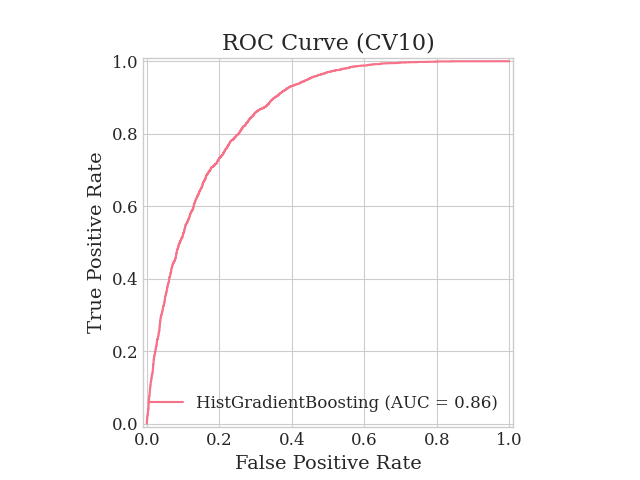 ROC Curve (CV10)
True Positive Rate
1.0
0.8
0.6
0.4
0.2
0.0
HistGradientBoosting (AUC = 0.86)
0.0 0.2 0.4 0.6 0.8 1.0
False Positive Rate